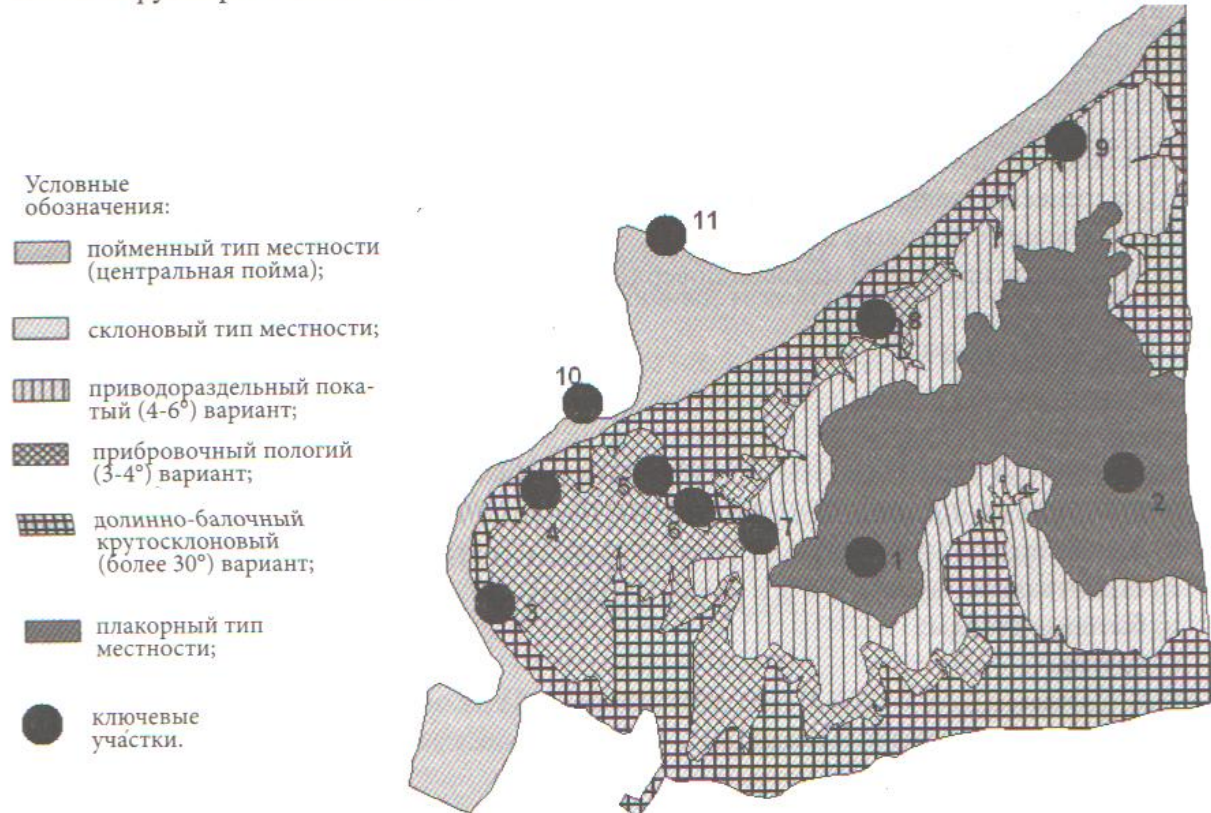 Условные
обозначения:
пойменный тип местности
(центральная пойма);
склоновый тип местности;
приводораздельный пока-
тый (4-6°) вариант;
прибровочный пологий
(3-4°) вариант;
долинно-балочный
крутосклоновый
(более 30°) вариант;
плакорный тип
местности;
ключевые
участки.
9
11
8
10
5
2
4
6
7
1
3